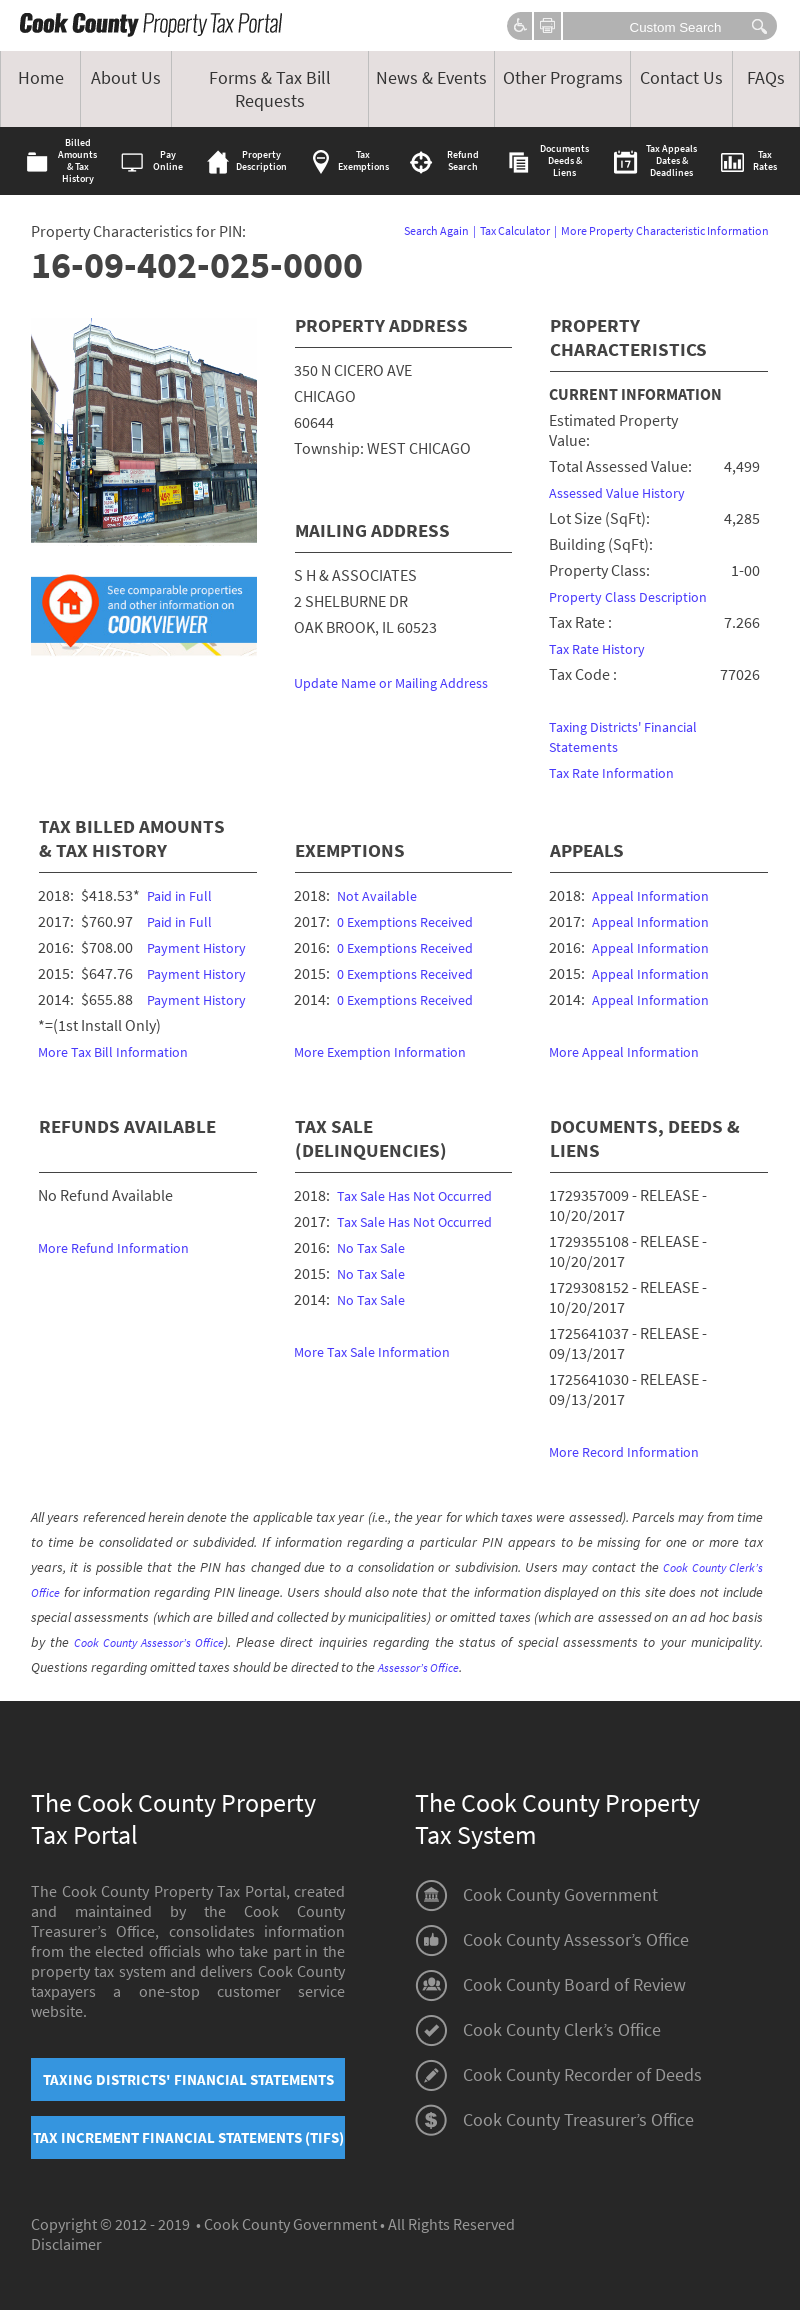 Cook County Property Tax Portal
Custom Search
Home
About Us
Forms & Tax Bill
Requests
News & Events
Other Programs
Contact Us
FAQs
Billed
Amounts
& Tax
History
Pay
Online
Property
Description
Tax
Exemptions
Refund
Search
Documents
Deeds &
Liens
Tax Appeals
Dates &
Deadlines
Tax
Rates
Property Characteristics for PIN:
Search Again | Tax Calculator | More Property Characteristic Information
16-09-402-025-0000
See comparable properties
and other information on
COOKVIEWER
PROPERTY ADDRESS
350 N CICERO AVE
CHICAGO
60644
Township: WEST CHICAGO
MAILING ADDRESS
S H & ASSOCIATES
2 SHELBURNE DR
OAK BROOK, IL 60523
Update Name or Mailing Address
PROPERTY
CHARACTERISTICS
CURRENT INFORMATION
Estimated Property
Value:
Total Assessed Value: 4,499
Assessed Value History
Lot Size (SqFt): 4,285
Building (SqFt):
Property Class: 1-00
Property Class Description
Tax Rate : 7.266
Tax Rate History
Tax Code : 77026
Taxing Districts' Financial
Statements
Tax Rate Information
TAX BILLED AMOUNTS
& TAX HISTORY
2018: $418.53* Paid in Full
2017: $760.97 Paid in Full
2016: $708.00 Payment History
2015: $647.76 Payment History
2014: $655.88 Payment History
*=(1st Install Only)
More Tax Bill Information
EXEMPTIONS
2018: Not Available
2017: 0 Exemptions Received
2016: 0 Exemptions Received
2015: 0 Exemptions Received
2014: 0 Exemptions Received
More Exemption Information
APPEALS
2018: Appeal Information
2017: Appeal Information
2016: Appeal Information
2015: Appeal Information
2014: Appeal Information
More Appeal Information
REFUNDS AVAILABLE
No Refund Available
More Refund Information
TAX SALE
(DELINQUENCIES)
2018: Tax Sale Has Not Occurred
2017: Tax Sale Has Not Occurred
2016: No Tax Sale
2015: No Tax Sale
2014: No Tax Sale
More Tax Sale Information
DOCUMENTS, DEEDS &
LIENS
1729357009 - RELEASE -
10/20/2017
1729355108 - RELEASE -
10/20/2017
1729308152 - RELEASE -
10/20/2017
1725641037 - RELEASE -
09/13/2017
1725641030 - RELEASE -
09/13/2017
More Record Information
All years referenced herein denote the applicable tax year (i.e., the year for which taxes were assessed). Parcels may from time
to time be consolidated or subdivided. If information regarding a particular PIN appears to be missing for one or more tax
years, it is possible that the PIN has changed due to a consolidation or subdivision. Users may contact the Cook County Clerk's
Office for information regarding PIN lineage. Users should also note that the information displayed on this site does not include
special assessments (which are billed and collected by municipalities) or omitted taxes (which are assessed on an ad hoc basis
by the Cook County Assessor's Office). Please direct inquiries regarding the status of special assessments to your municipality.
Questions regarding omitted taxes should be directed to the Assessor's Office.
The Cook County Property
Tax Portal
The Cook County Property Tax Portal, created
and maintained by the Cook County
Treasurer’s Office, consolidates information
from the elected officials who take part in the
property tax system and delivers Cook County
taxpayers a one-stop customer service
website.
TAXING DISTRICTS' FINANCIAL STATEMENTS
TAX INCREMENT FINANCIAL STATEMENTS (TIFS)
The Cook County Property
Tax System
Cook County Government
Cook County Assessor’s Office
Cook County Board of Review
Cook County Clerk’s Office
Cook County Recorder of Deeds
Cook County Treasurer’s Office
Copyright © 2012 - 2019 • Cook County Government • All Rights Reserved
Disclaimer